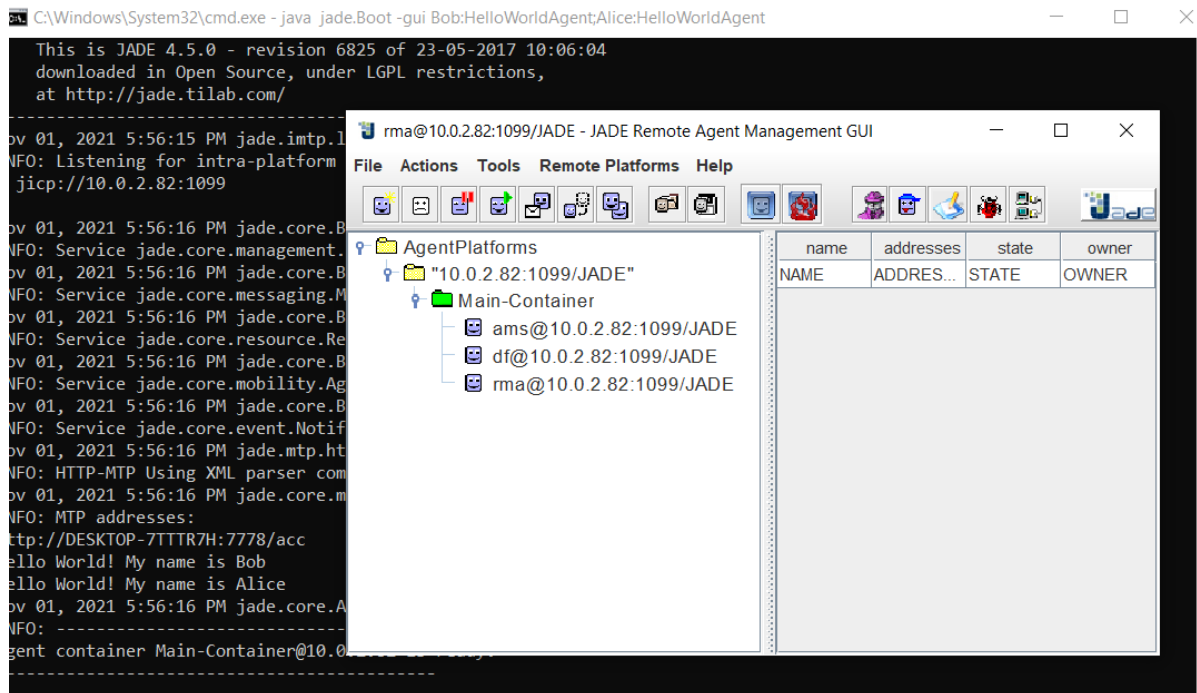 C:\Windows\System32\cmd.exe - java jade.Boot -gui Bob:HelloWorldAgent;Alice:HelloWorldAgent
This is JADE 4.5.0 - revision 6825 of 23-05-2017 10:06:04
downloaded in Open Source, under LGPL restrictions,
at http://jade.tilab.com/
----------------------------------
ov 01, 2021 5:56:15 PM jade.imtp.l
NFO: Listening for intra-platform
jicp://10.0.2.82:1099
ov 01, 2021 5:56:16 PM jade.core.B
NFO: Service jade.core.management.
ov 01, 2021 5:56:16 PM jade.core.B
NFO: Service jade.core.messaging.M
ov 01, 2021 5:56:16 PM jade.core.B
NFO: Service jade.core.resource.Re
ov 01, 2021 5:56:16 PM jade.core.B
NFO: Service jade.core.mobility.Ag
ov 01, 2021 5:56:16 PM jade.core.B
NFO: Service jade.core.event.Notif
ov 01, 2021 5:56:16 PM jade.mtp.ht
NFO: HTTP-MTP Using XML parser com
ov 01, 2021 5:56:16 PM jade.core.m
NFO: MTP addresses:
ttp://DESKTOP-7TTTR7H:7778/acc
ello World! My name is Bob
ello World! My name is Alice
ov 01, 2021 5:56:16 PM jade.core.A
NFO: -----------------------------
gent container Main-Container@10.0
-------------------------------------------
rma@10.0.2.82:1099/JADE - JADE Remote Agent Management GUI
File Actions Tools Remote Platforms Help
Jade
AgentPlatforms
"10.0.2.82:1099/JADE"
Main-Container
ams@10.0.2.82:1099/JADE
df@10.0.2.82:1099/JADE
rma@10.0.2.82:1099/JADE
name addresses state owner
NAME ADDRES... STATE OWNER